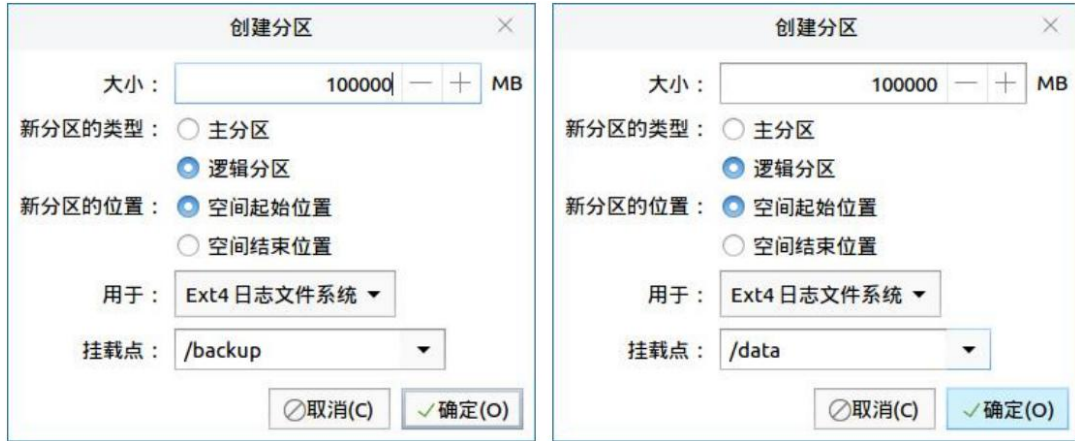 创建分区
大小： 100000 MB
新分区的类型： 主分区
逻辑分区
新分区的位置： 空间起始位置
空间结束位置
用于： Ext4 日志文件系统
挂载点： /backup
取消(C) 确定(O)
创建分区
大小： 100000 MB
新分区的类型： 主分区
逻辑分区
新分区的位置： 空间起始位置
空间结束位置
用于： Ext4 日志文件系统
挂载点： /data
取消(C) 确定(O)